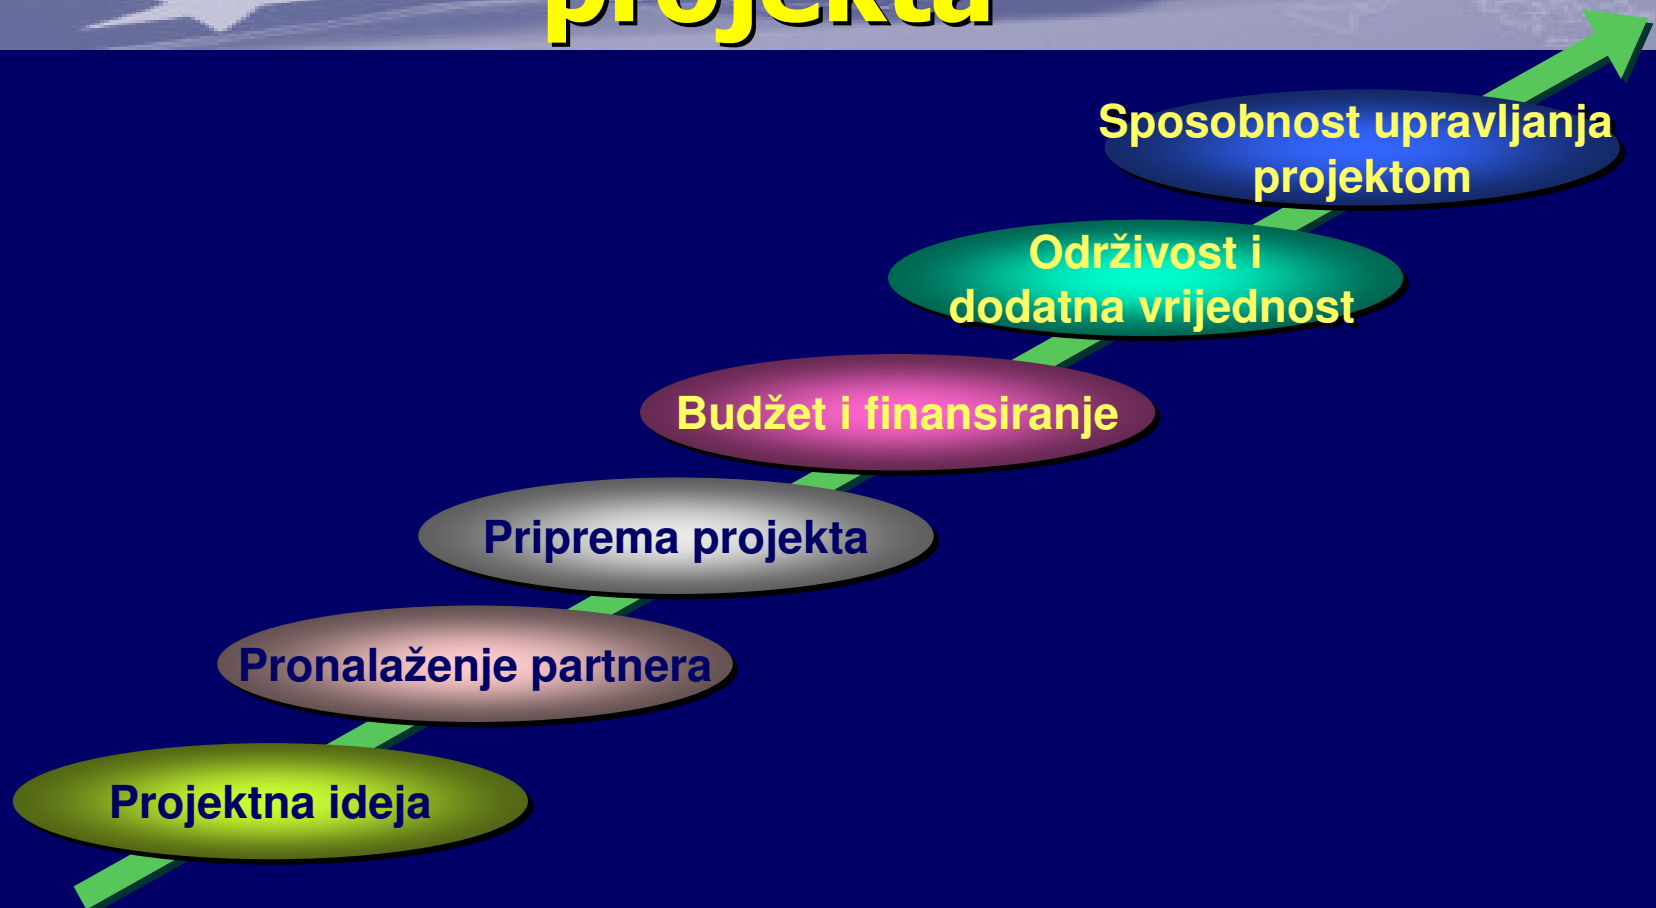 projekta
Sposobnost upravljanja
projektom
Održivost i
dodatna vrijednost
Budžet i finansiranje
Priprema projekta
Pronalaženje partnera
Projektna ideja